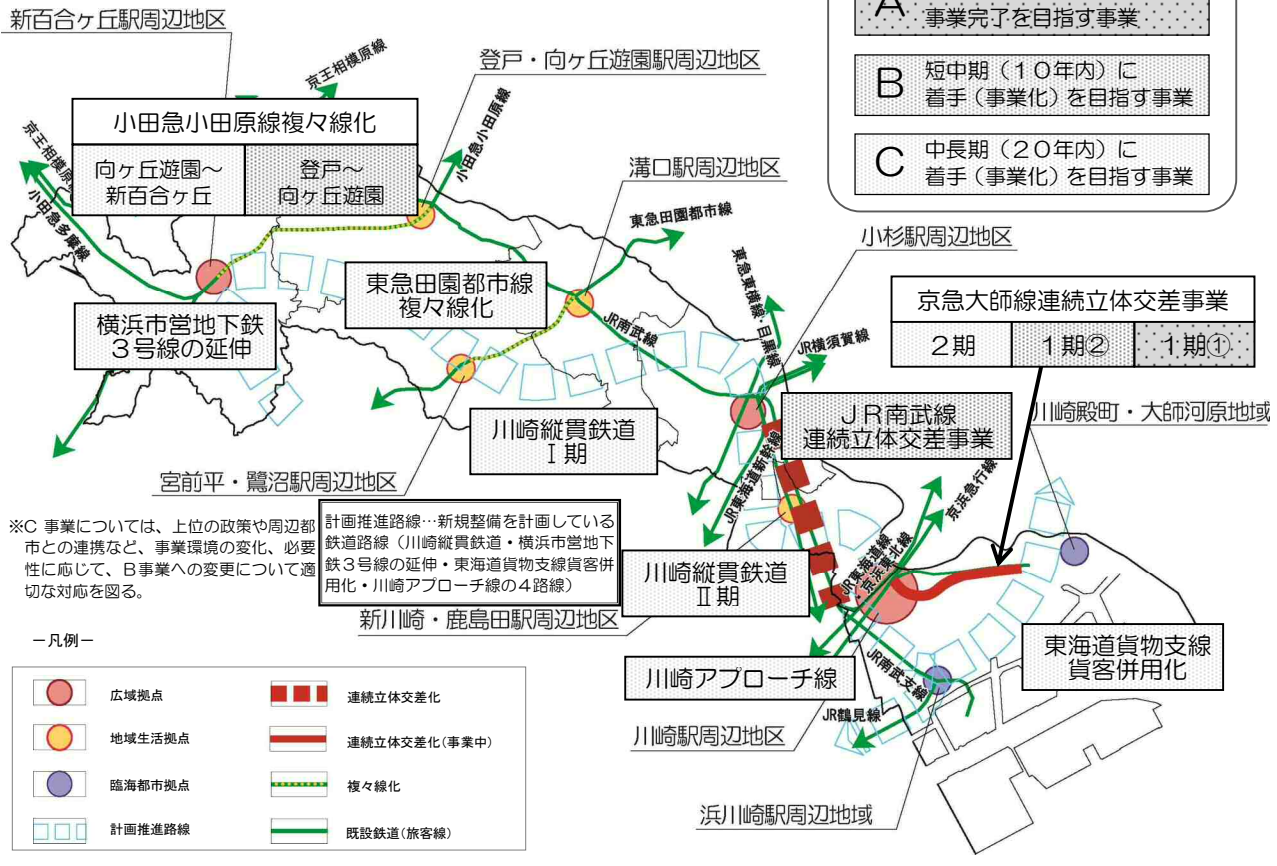 新百合ヶ丘駅周辺地区
京王相模原線
登戸・向ヶ丘遊園駅周辺地区
A
事業完了を目指す事業
B
短中期（１０年内）に
着手（事業化）を目指す事業
C
中長期（２０年内）に
着手（事業化）を目指す事業
小田急小田原線複々線化
向ヶ丘遊園～
新百合ヶ丘
登戸～
向ヶ丘遊園
京王相模原
小田急多摩線
小田急小田原線
溝口駅周辺地区
東急田園都市線
小杉駅周辺地区
東急東横線・目黒線
JR横須賀線
横浜市営地下鉄
３号線の延伸
東急田園都市線
複々線化
JR南武線
京急大師線連続立体交差事業
２期
１期②
１期①
川崎縦貫鉄道
Ⅰ期
ＪＲ南武線
連続立体交差事業
川崎殿町・大師河原地域
宮前平・鷺沼駅周辺地区
JR東海道新幹線
京浜急行線
※C 事業については、上位の政策や周辺都
市との連携など、事業環境の変化、必要
性に応じて、B事業への変更について適
切な対応を図る。
計画推進路線…新規整備を計画している
鉄道路線（川崎縦貫鉄道・横浜市営地下
鉄３号線の延伸・東海道貨物支線貨客併
用化・川崎アプローチ線の４路線）
川崎縦貫鉄道
Ⅱ期
JR東海道線
・京浜東北線
新川崎・鹿島田駅周辺地区
川崎アプローチ線
JR南武支線
東海道貨物支線
貨客併用化
JR鶴見線
川崎駅周辺地区
浜川崎駅周辺地域
－凡例－
広域拠点
連続立体交差化
地域生活拠点
連続立体交差化(事業中)
臨海都市拠点
複々線化
計画推進路線
既設鉄道(旅客線)